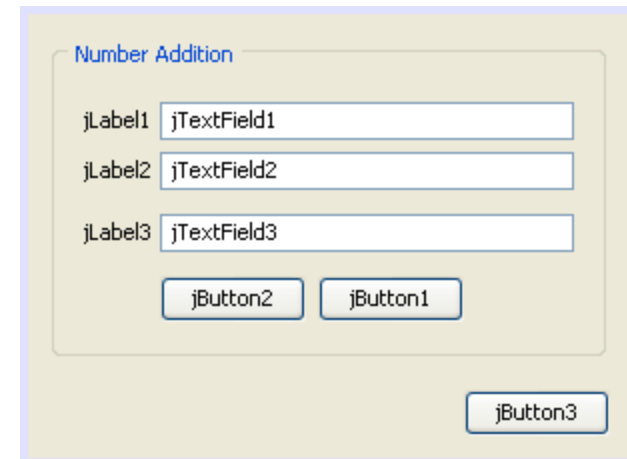 Number Addition
jLabel1 jTextField1
jLabel2 jTextField2
jLabel3 jTextField3
jButton2 jButton1
jButton3